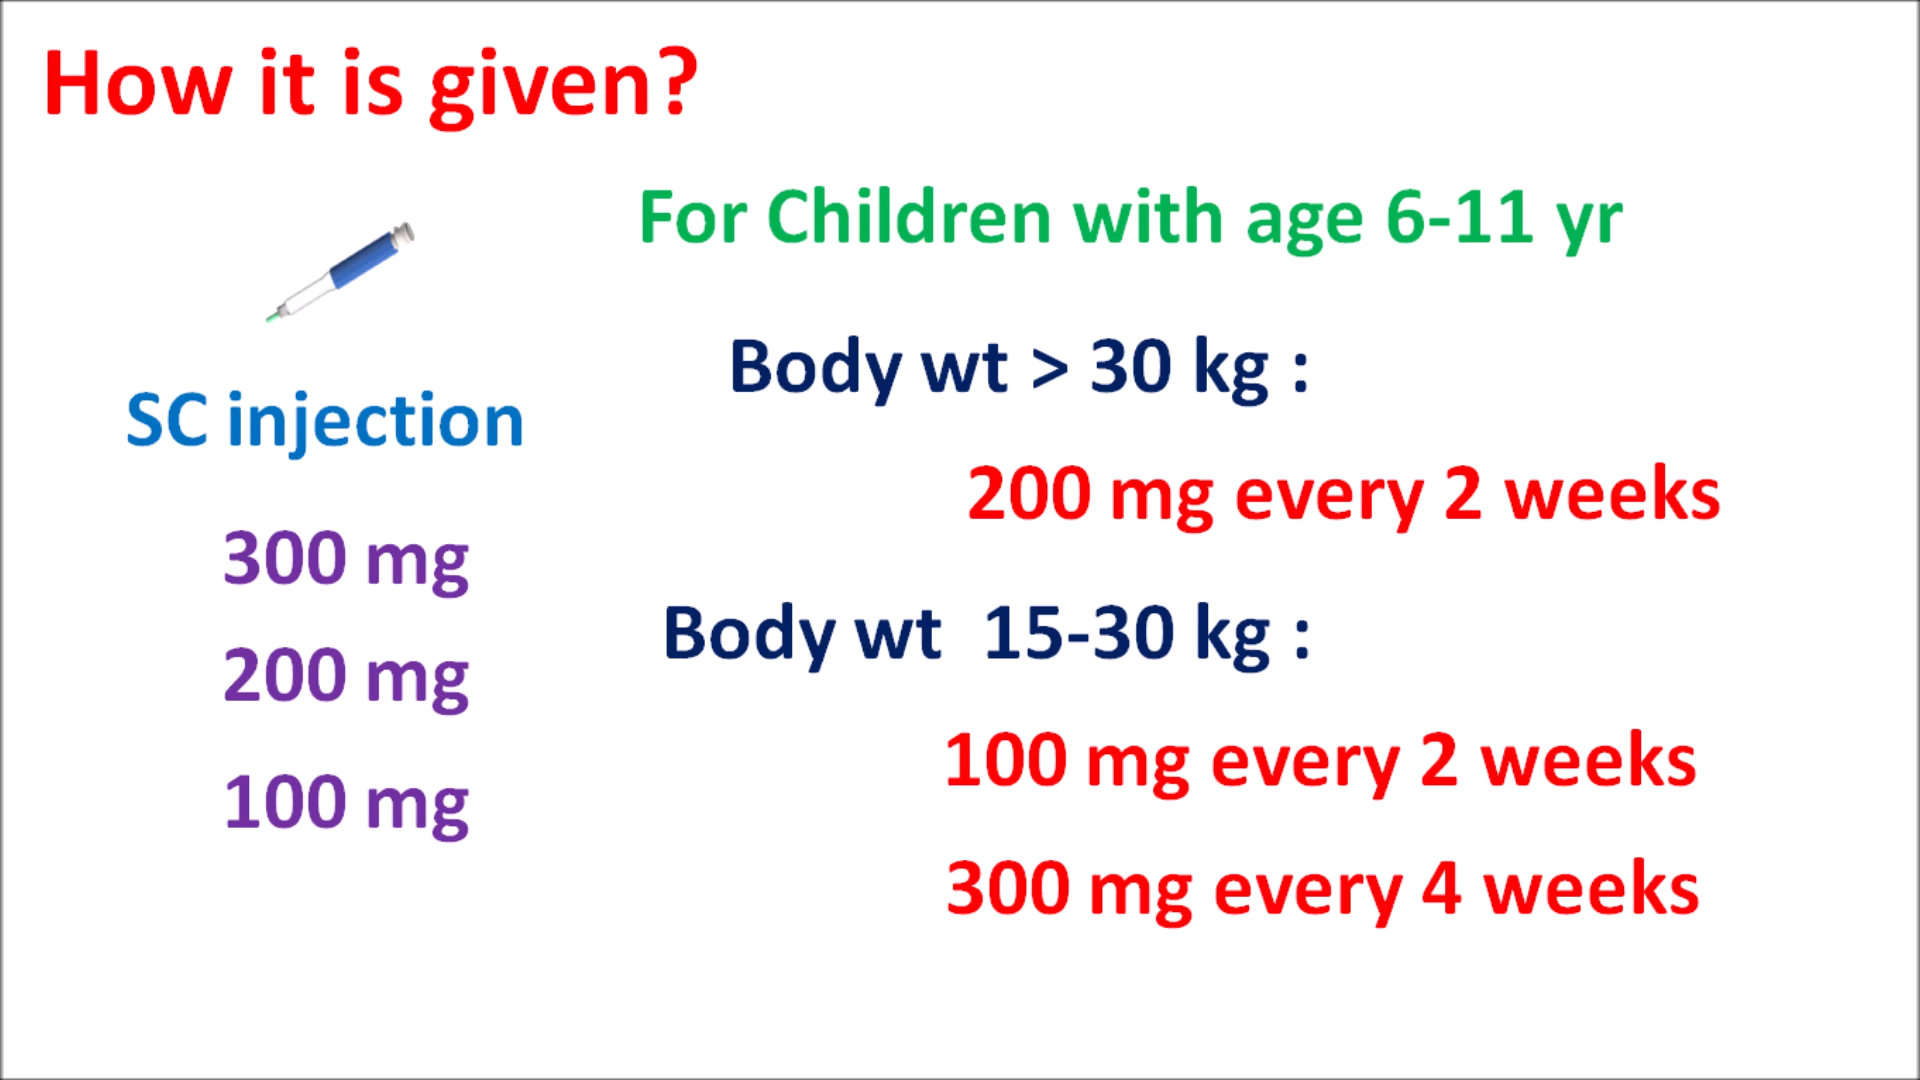 How it is given?
SC injection
300 mg
200 mg
100 mg
For Children with age 6-11 yr
Body wt > 30 kg :
200 mg every 2 weeks
Body wt 15-30 kg :
100 mg every 2 weeks
300 mg every 4 weeks